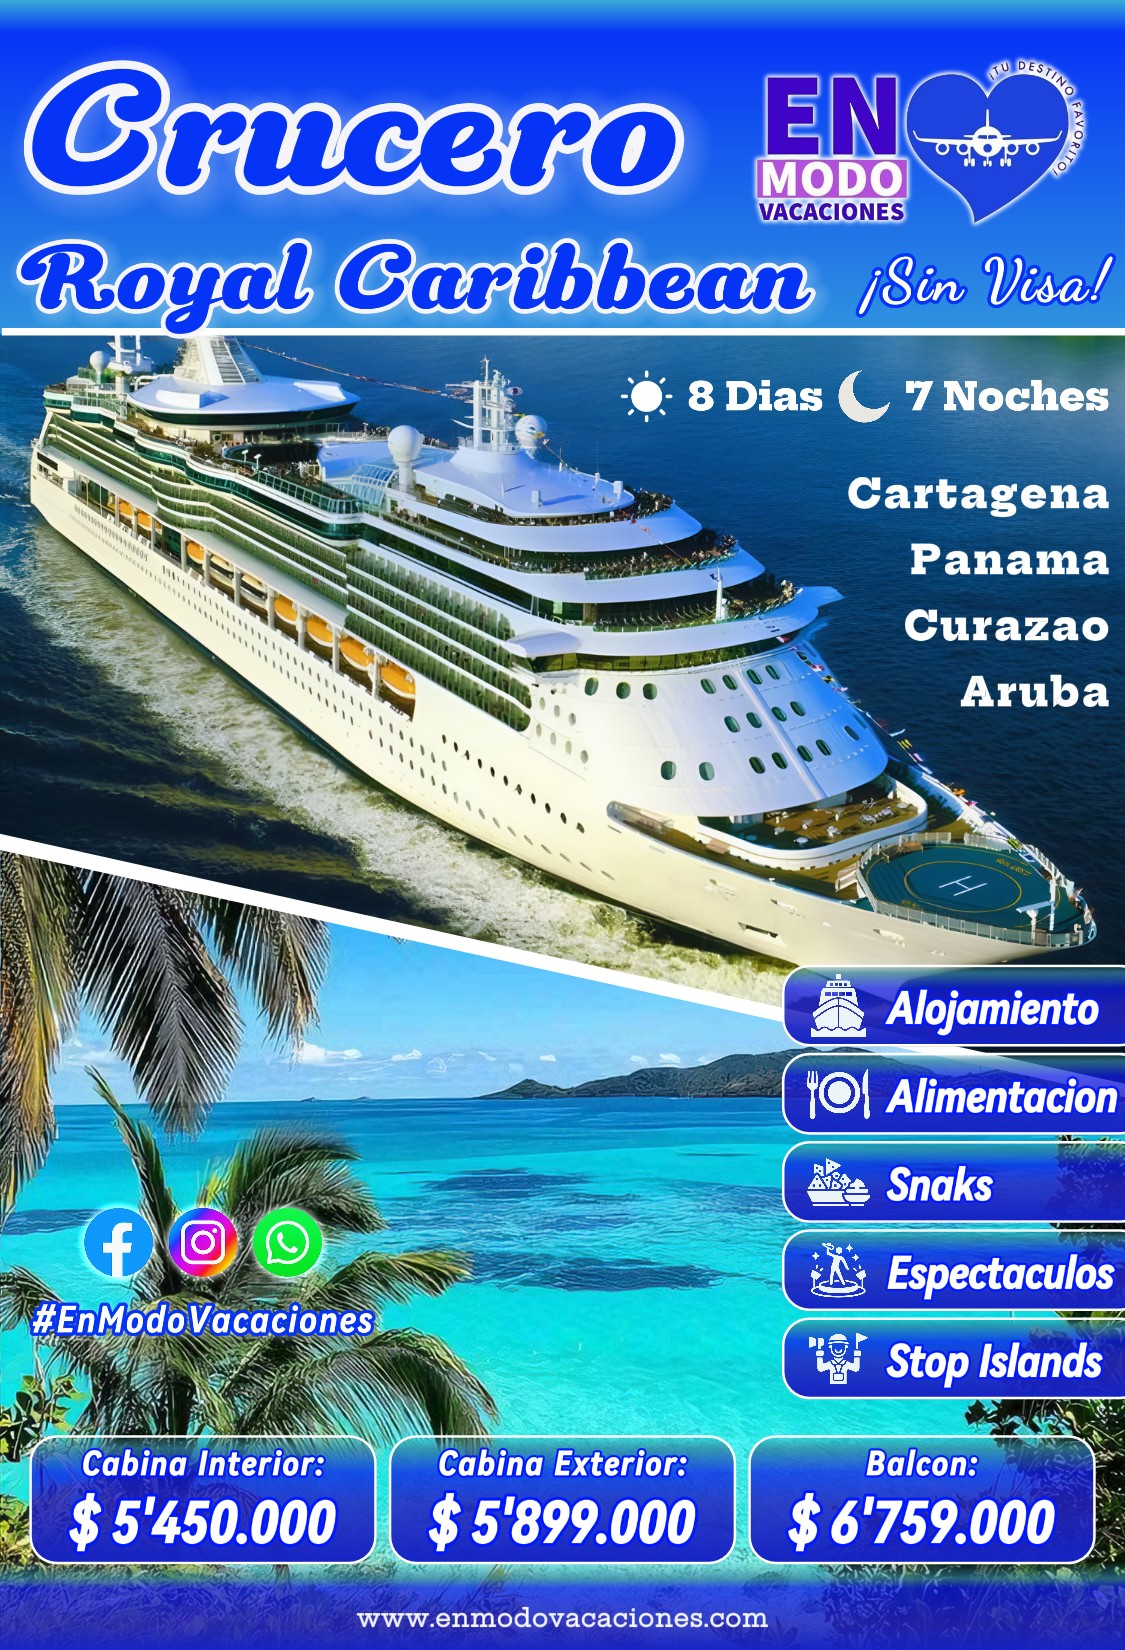 Crucero
EN
MODO
VACACIONES
¡TU DESTINO FAVORITO!
Royal Caribbean
¡Sin Visa!
8 Dias 7 Noches
Cartagena
Panama
Curazao
Aruba
H
Alojamiento
Alimentacion
Snaks
Espectaculos
Stop Islands
#EnModoVacaciones
Cabina Interior:
$ 5'450.000
Cabina Exterior:
$ 5'899.000
Balcon:
$ 6'759.000
www.enmodovacaciones.com